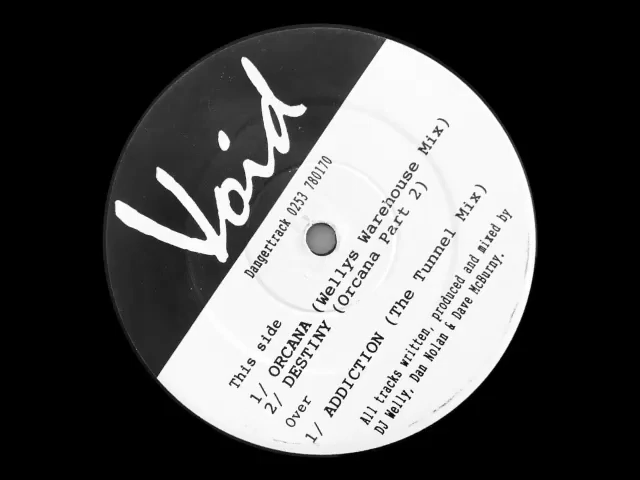 Void
Dangertrack 0253 780170
This side
1/ ORCANA (Wellys Warehouse Mix)
2/ DESTINY (Orcana Part 2)
Over
1/ ADDICTION (The Tunnel Mix)
All tracks written, produced and mixed by
DJ Welly, Dan Nolan & Dave McBurny.